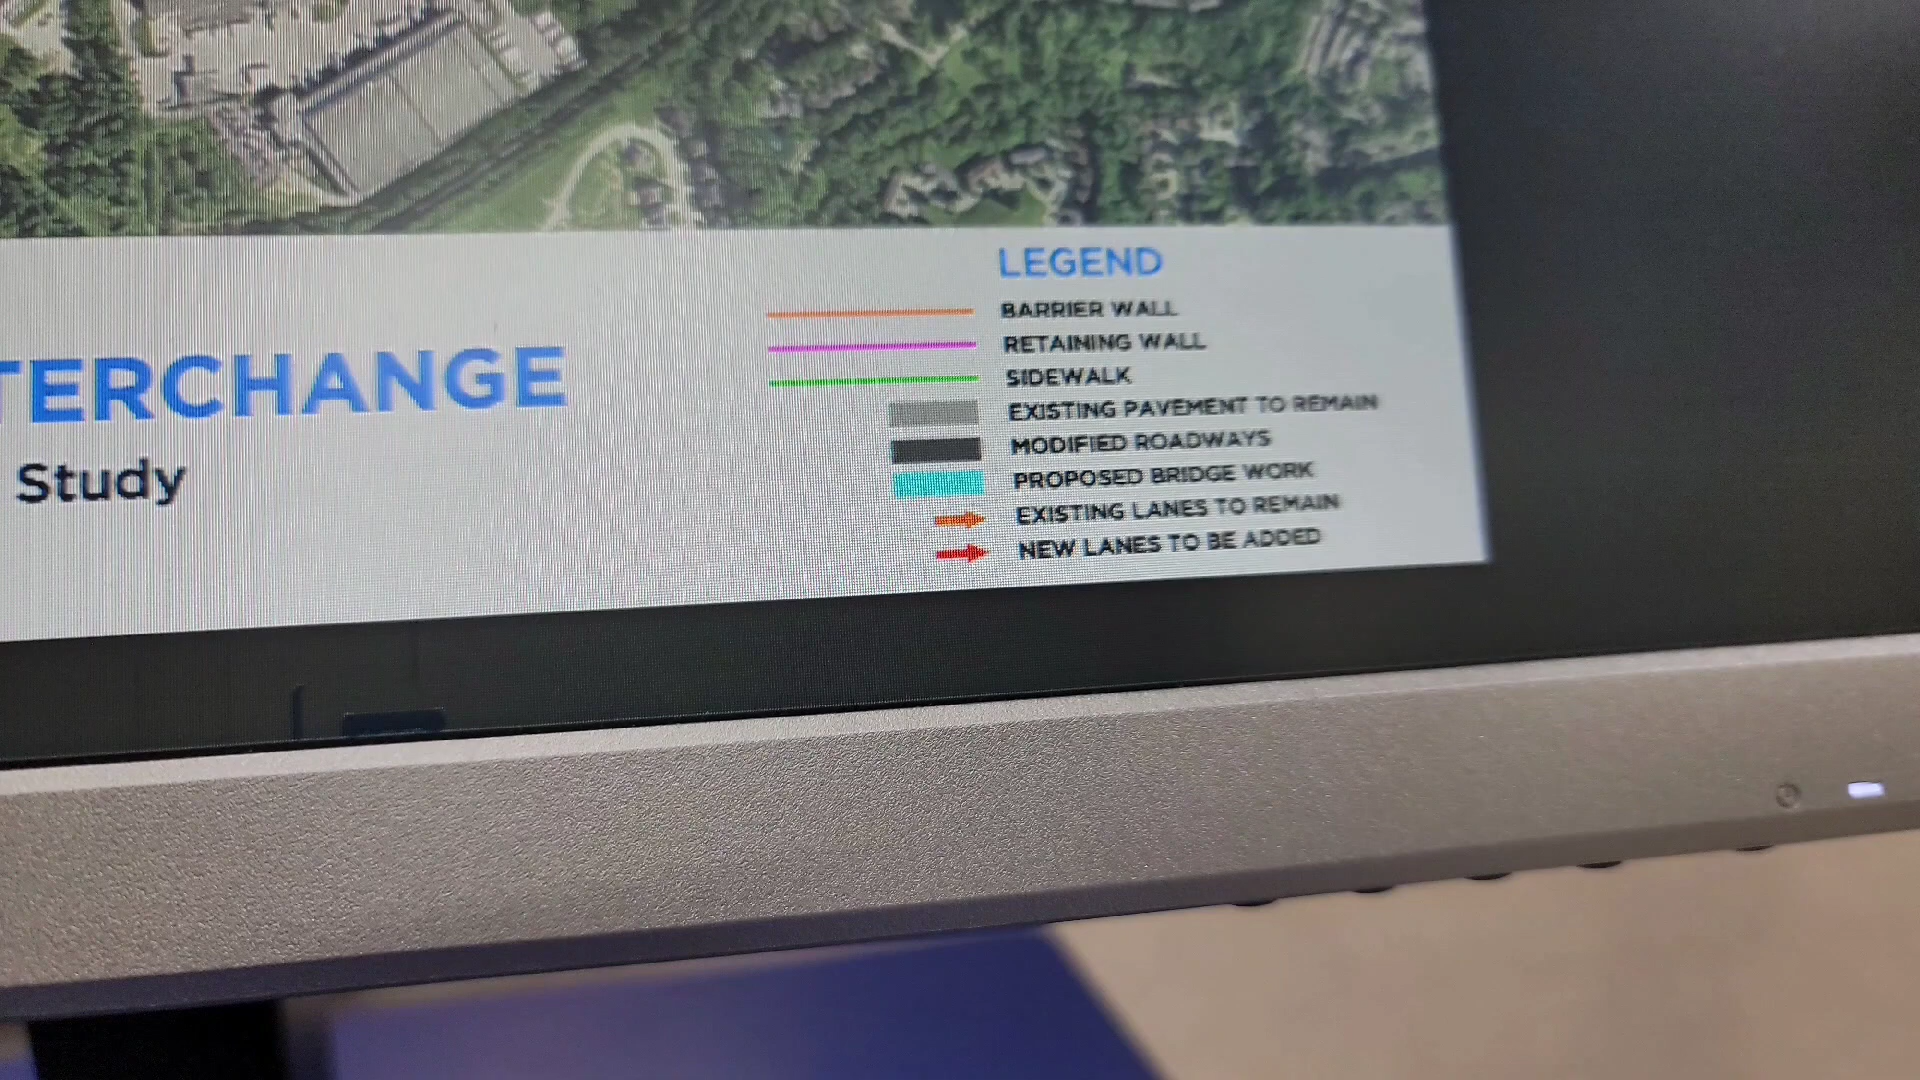 TERCHANGE
Study
LEGEND
BARRIER WALL
RETAINING WALL
SIDEWALK
EXISTING PAVEMENT TO REMAIN
MODIFIED ROADWAYS
PROPOSED BRIDGE WORK
EXISTING LANES TO REMAIN
NEW LANES TO BE ADDED